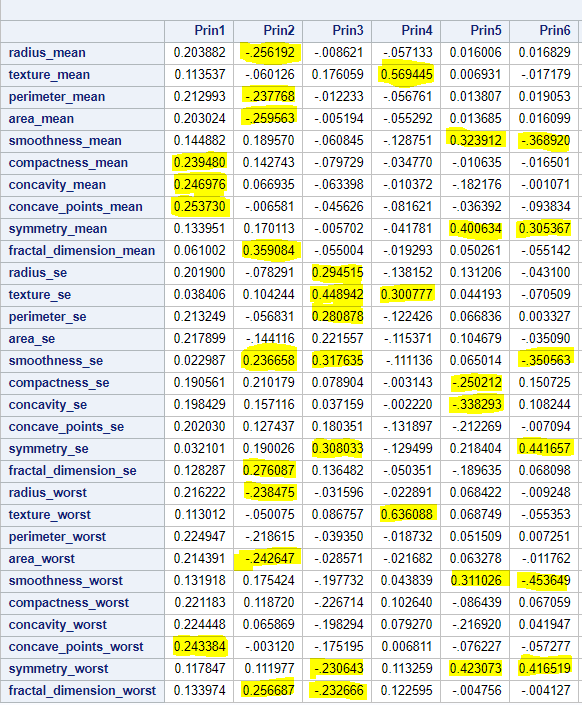 Prin1 Prin2 Prin3 Prin4 Prin5 Prin6
radius_mean 0.203882 -.256192 -.008621 -.057133 0.016006 0.016829
texture_mean 0.113537 -.060126 0.176059 0.569445 0.006931 -.017179
perimeter_mean 0.212993 -.237768 -.012233 -.056761 0.013807 0.019053
area_mean 0.203024 -.259563 -.005194 -.055292 0.013685 0.016099
smoothness_mean 0.144882 0.189570 -.060845 -.128751 0.323912 -.368920
compactness_mean 0.239480 0.142743 -.079729 -.034770 -.010635 -.016501
concavity_mean 0.246976 0.066935 -.063398 -.010372 -.182176 -.001071
concave_points_mean 0.253730 -.006581 -.045626 -.081621 -.036392 -.093834
symmetry_mean 0.133951 0.170113 -.005702 -.041781 0.400634 0.305367
fractal_dimension_mean 0.061002 0.359084 -.055004 -.019293 0.050261 -.055142
radius_se 0.201900 -.078291 0.294515 -.138152 0.131206 -.043100
texture_se 0.038406 0.104244 0.448942 0.300777 0.044193 -.070509
perimeter_se 0.213249 -.056831 0.280878 -.122426 0.066836 0.003327
area_se 0.217899 -.144116 0.221557 -.115371 0.104679 -.035090
smoothness_se 0.022987 0.236658 0.317635 -.111136 0.065014 -.350563
compactness_se 0.190561 0.210179 0.078904 -.003143 -.250212 0.150725
concavity_se 0.198429 0.157116 0.037159 -.002220 -.338293 0.108244
concave_points_se 0.202030 0.127437 0.180351 -.131897 -.212269 -.007094
symmetry_se 0.032101 0.190026 0.308033 -.129499 0.218404 0.441657
fractal_dimension_se 0.128287 0.276087 0.136482 -.050351 -.189635 0.068098
radius_worst 0.216222 -.238475 -.031596 -.022891 0.068422 -.009248
texture_worst 0.113012 -.050075 0.086757 0.636088 0.068749 -.055353
perimeter_worst 0.224947 -.218615 -.039350 -.018732 0.051509 0.007251
area_worst 0.214391 -.242647 -.028571 -.021682 0.063278 -.011762
smoothness_worst 0.131918 0.175424 -.197732 0.043839 0.311026 -.453649
compactness_worst 0.221183 0.118720 -.226714 0.102640 -.086439 0.067059
concavity_worst 0.224448 0.065869 -.198294 0.079270 -.216920 0.041947
concave_points_worst 0.243384 -.003120 -.175195 0.006811 -.076227 -.057277
symmetry_worst 0.117847 0.111977 -.230643 0.113259 0.423073 0.416519
fractal_dimension_worst 0.133974 0.256687 -.232666 0.122595 -.004756 -.004127